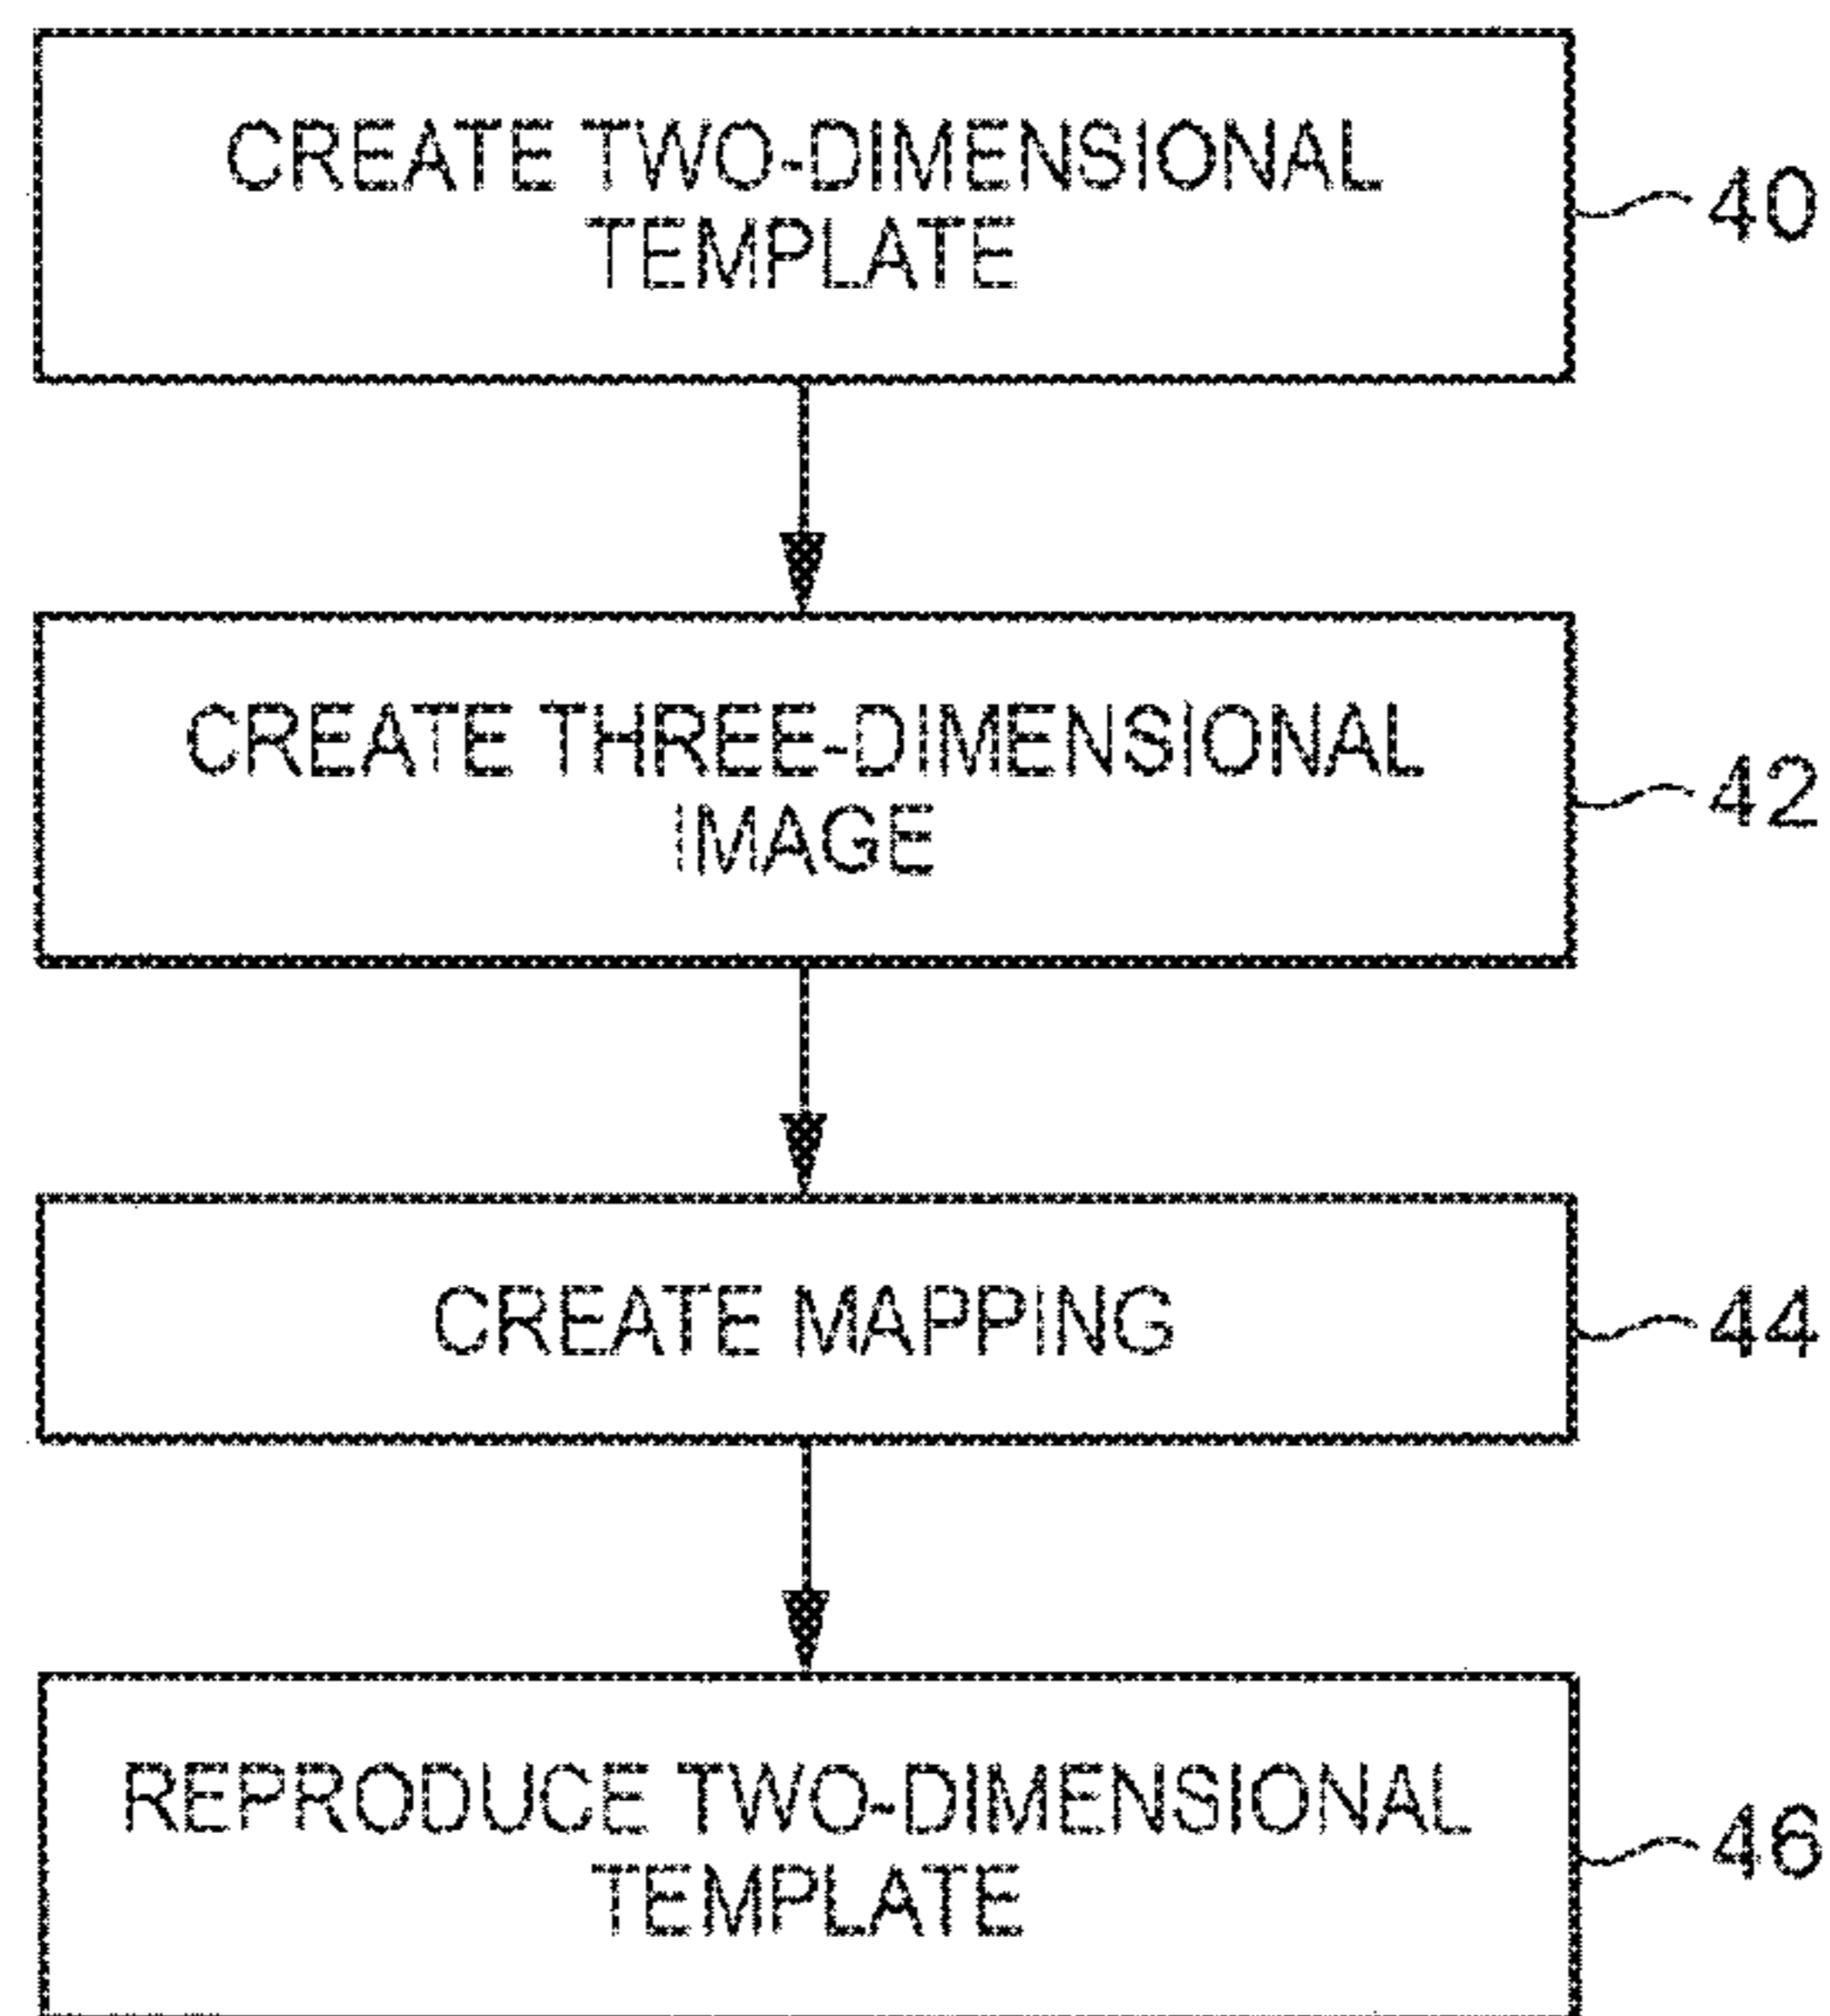 CREATE TWO-DIMENSIONAL
TEMPLATE
40
CREATE THREE-DIMENSIONAL
IMAGE
42
CREATE MAPPING
44
REPRODUCE TWO-DIMENSIONAL
TEMPLATE
46